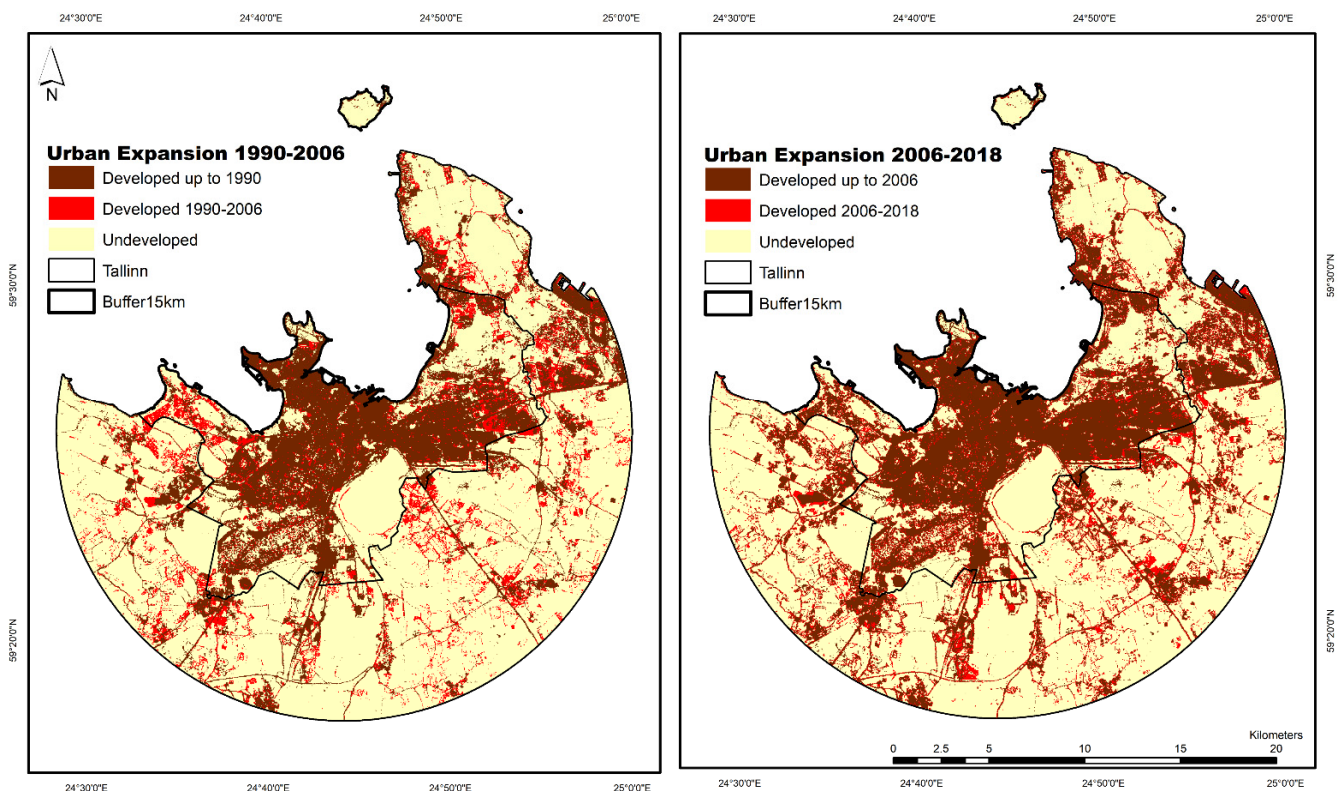 24°30'0"E 24°40'0"E 24°50'0"E 25°0'0"E 24°30'0"E 24°40'0"E 24°50'0"E 25°0'0"E
N
Urban Expansion 1990-2006
Developed up to 1990
Developed 1990-2006
Undeveloped
Tallinn
Buffer15km
Urban Expansion 2006-2018
Developed up to 2006
Developed 2006-2018
Undeveloped
Tallinn
Buffer15km
59°30'0"N 59°30'0"N
59°20'0"N 59°20'0"N
Kilometers
0 2.5 5 10 15 20
24°30'0"E 24°40'0"E 24°50'0"E 25°0'0"E 24°30'0"E 24°40'0"E 24°50'0"E 25°0'0"E